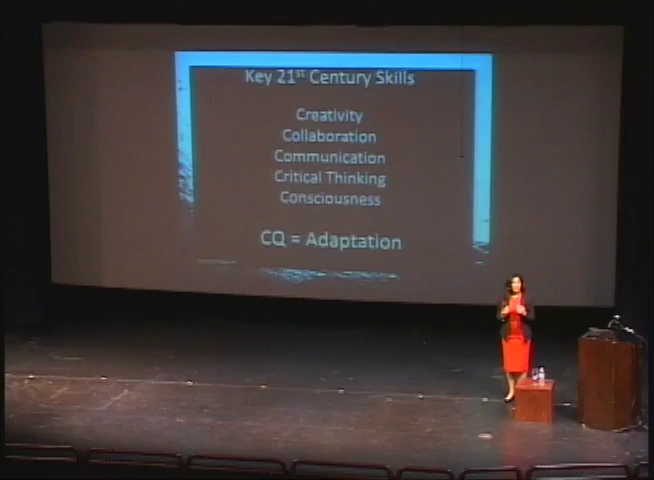 Key 21st Century Skills
Creativity
Collaboration
Communication
Critical Thinking
Consciousness
CQ = Adaptation